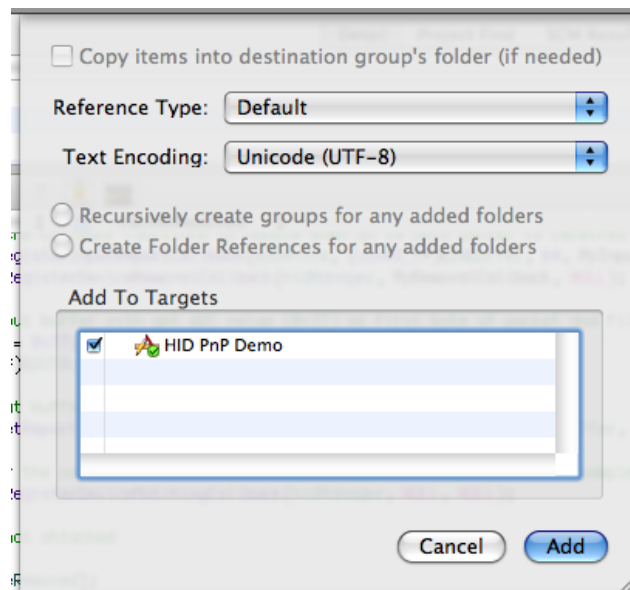 Copy items into destination group's folder (if needed)
Reference Type: Default
Text Encoding: Unicode (UTF-8)
Recursively create groups for any added folders
Create Folder References for any added folders
Add To Targets
HID PnP Demo
Cancel Add